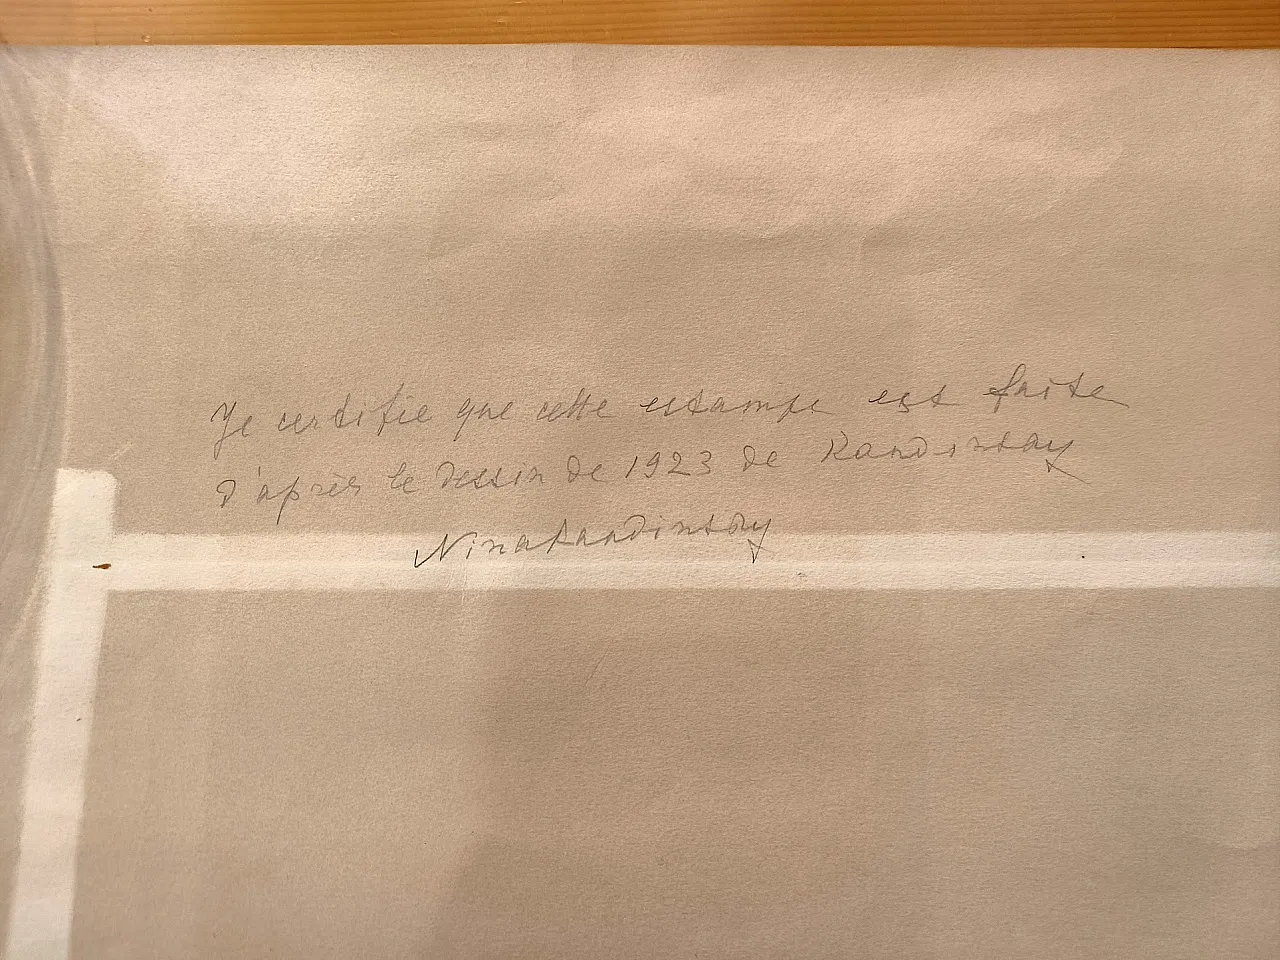 Je certifie que cette estampe est faite
d'après le dessin de 1923 de Kandinsky
Nina Kandinsky